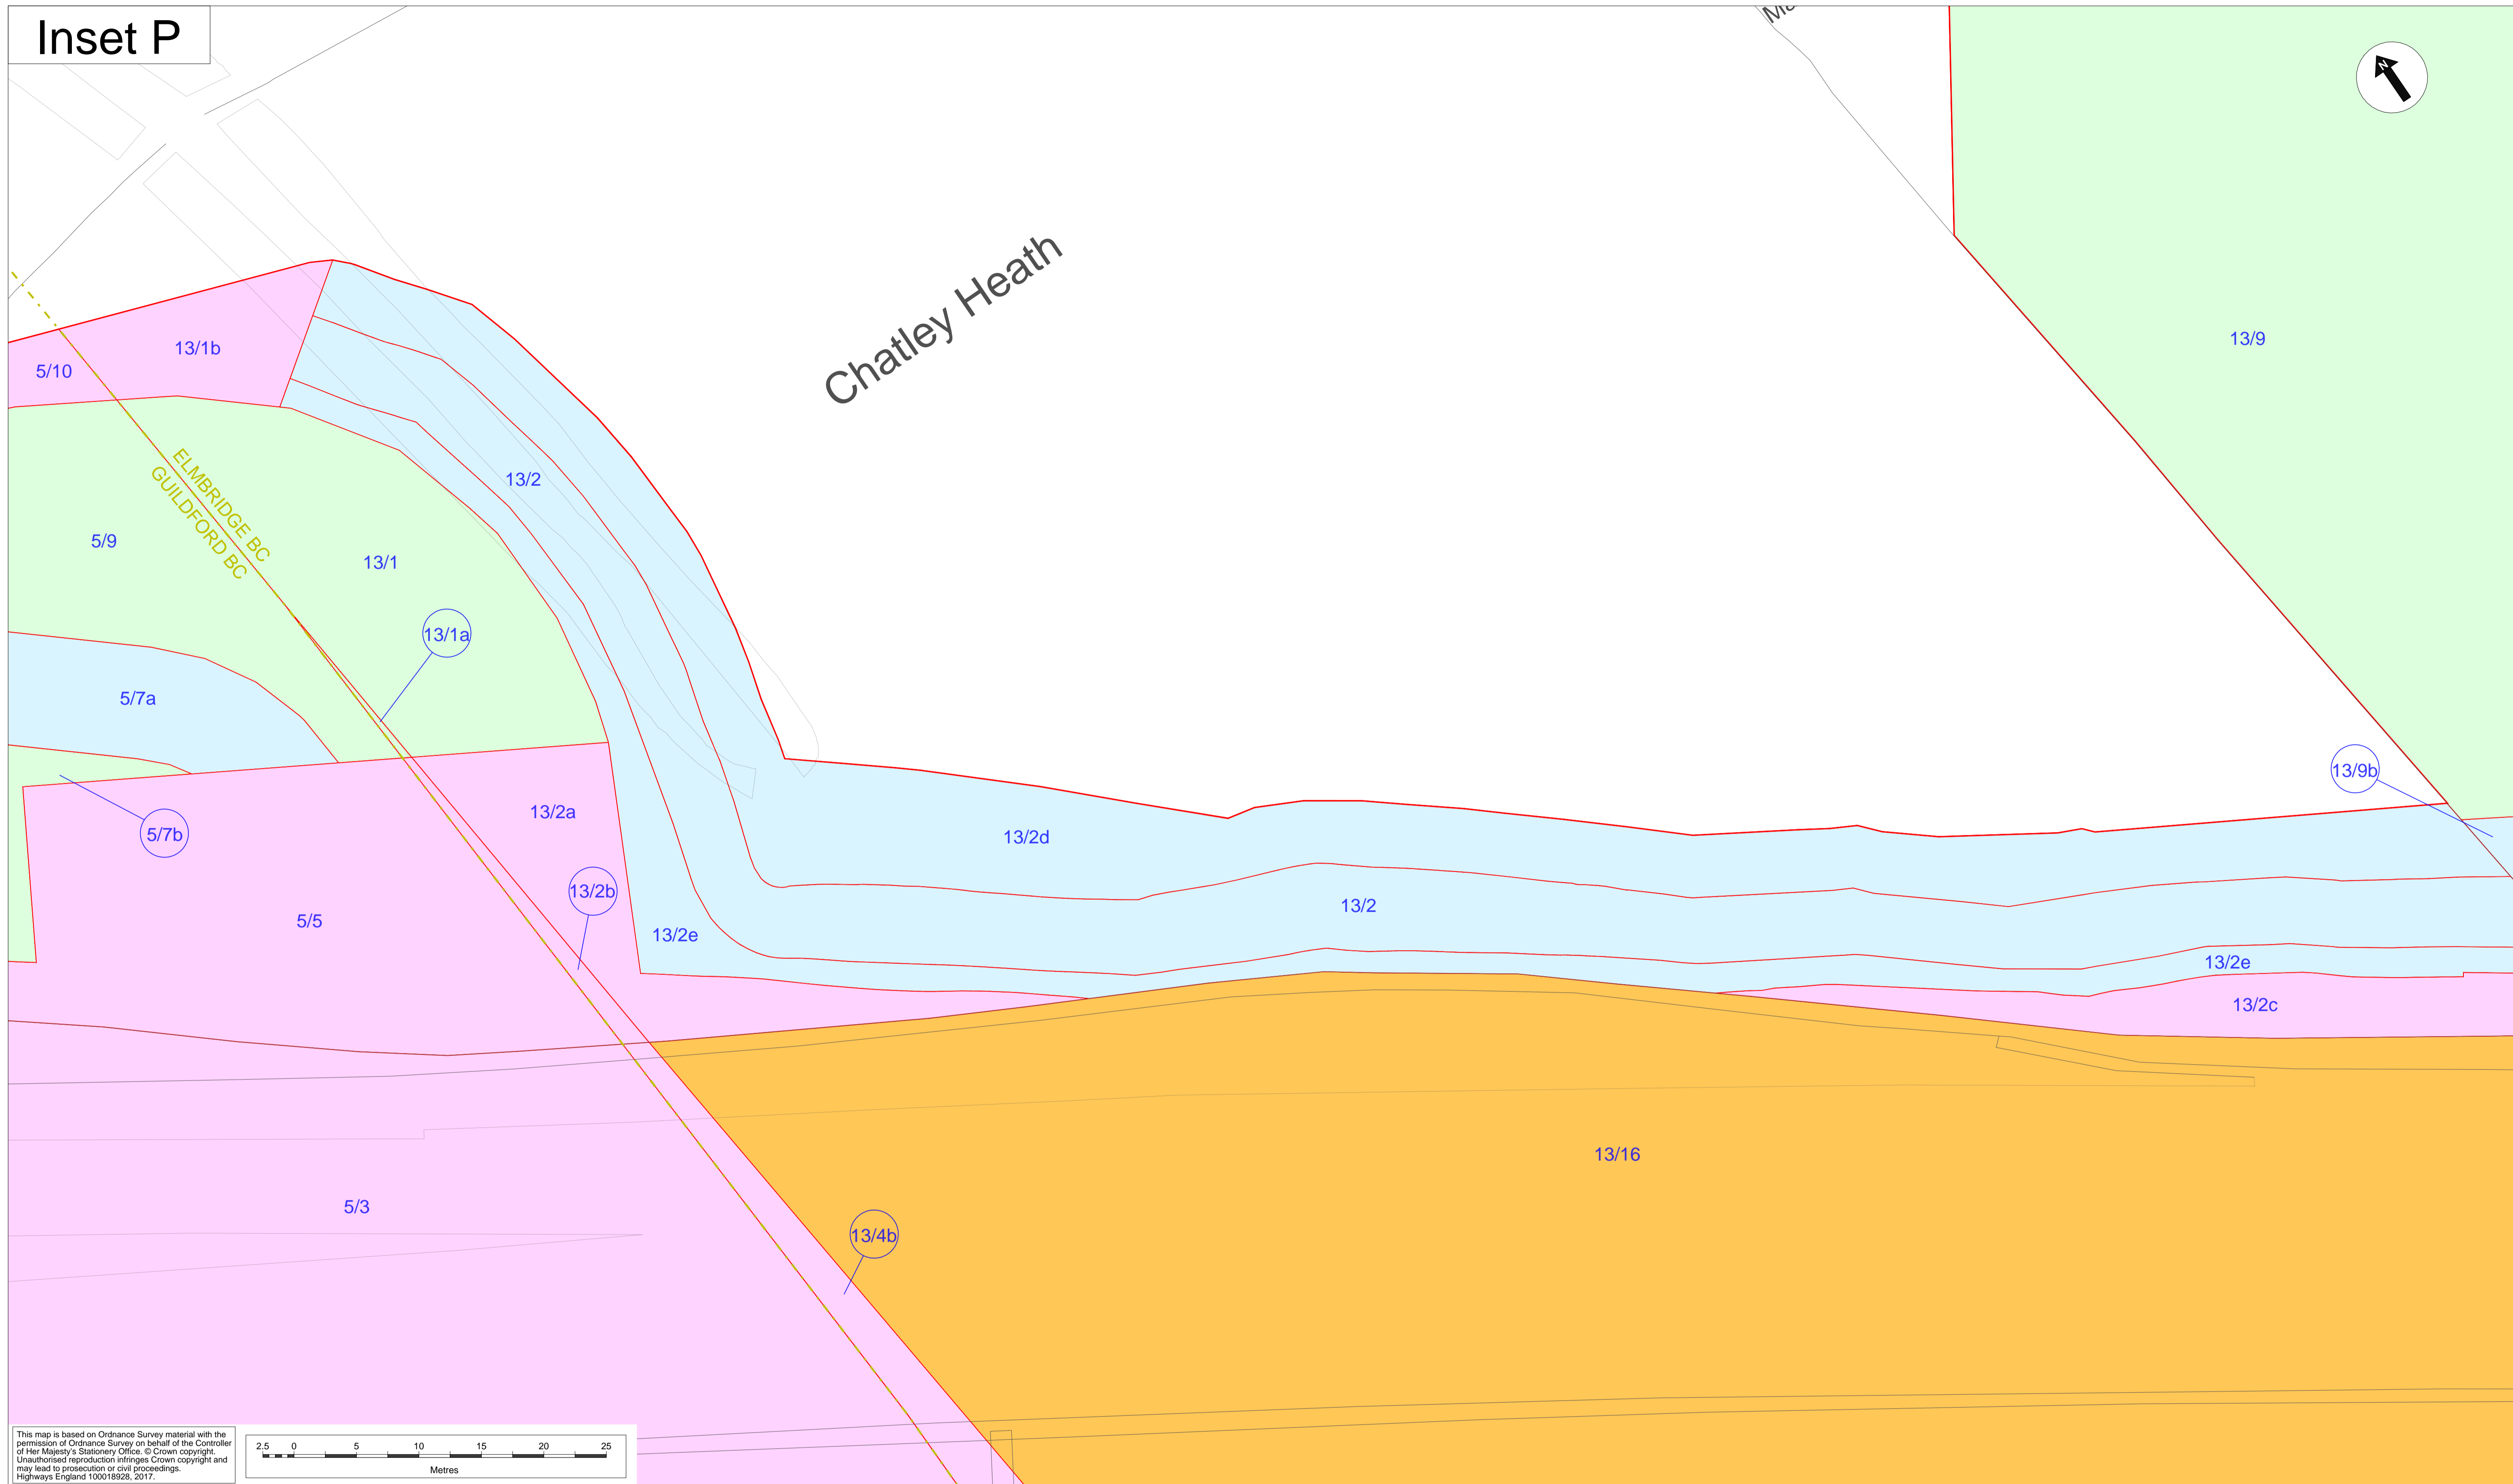 Inset P
N
Chatley Heath
13/9
13/1b
5/10
13/2
ELMBRIDGE BC
GUILDFORD BC
5/9
13/1
13/1a
5/7a
13/9b
13/2a
5/7b
13/2d
13/2b
13/2
5/5
13/2e
13/2e
13/2c
13/16
5/3
13/4b
This map is based on Ordnance Survey material with the
permission of Ordnance Survey on behalf of the Controller
of Her Majesty's Stationery Office. © Crown copyright.
Unauthorised reproduction infringes Crown copyright and
may lead to prosecution or civil proceedings.
Highways England 100018928, 2017.
2.5 0 5 10 15 20 25
Metres